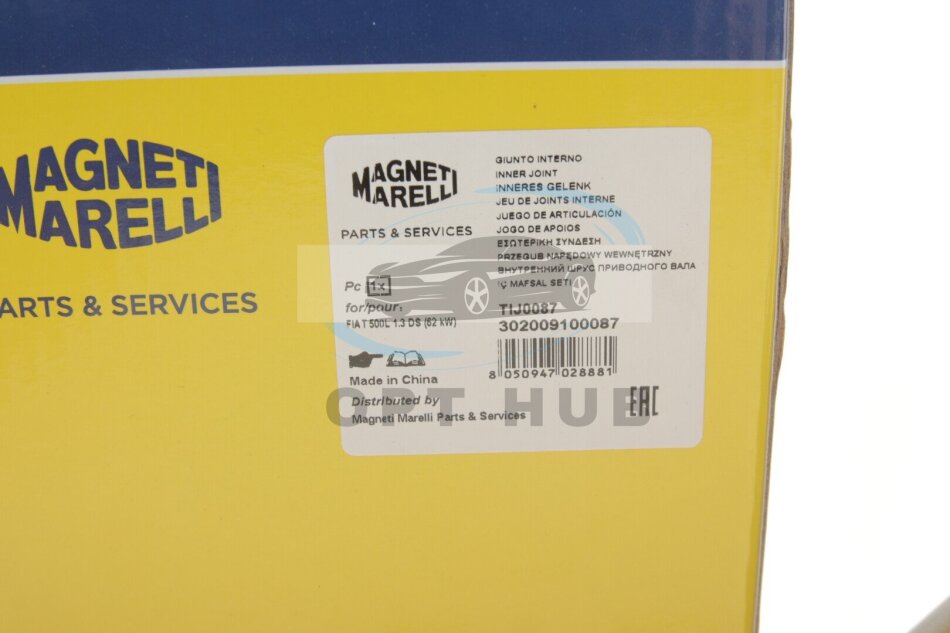 MAGNETI
MARELLI
PARTS & SERVICES
MAGNETI
MARELLI
PARTS & SERVICES
Pc 1x
for/pour:
FIAT 500L 1.3 DS (62 kW)
Made in China
Distributed by
Magneti Marelli Parts & Services
GIUNTO INTERNO
INNER JOINT
INNERES GELENK
JEU DE JOINTS INTERNE
JUEGO DE ARTICULACIÓN
JOGO DE APOIOS
ΕΣΩΤΕΡΙΚΗ ΣΥΝΔΕΣΗ
PRZEGUB NAPĘDOWY WEWNĘTRZNY
ВНУТРЕННИЙ ШРУС ПРИВОДНОГО ВАЛА
IÇ MAFSAL SETI
TIJ0087
302009100087
8 050947 028881
EAC
OPT HUB